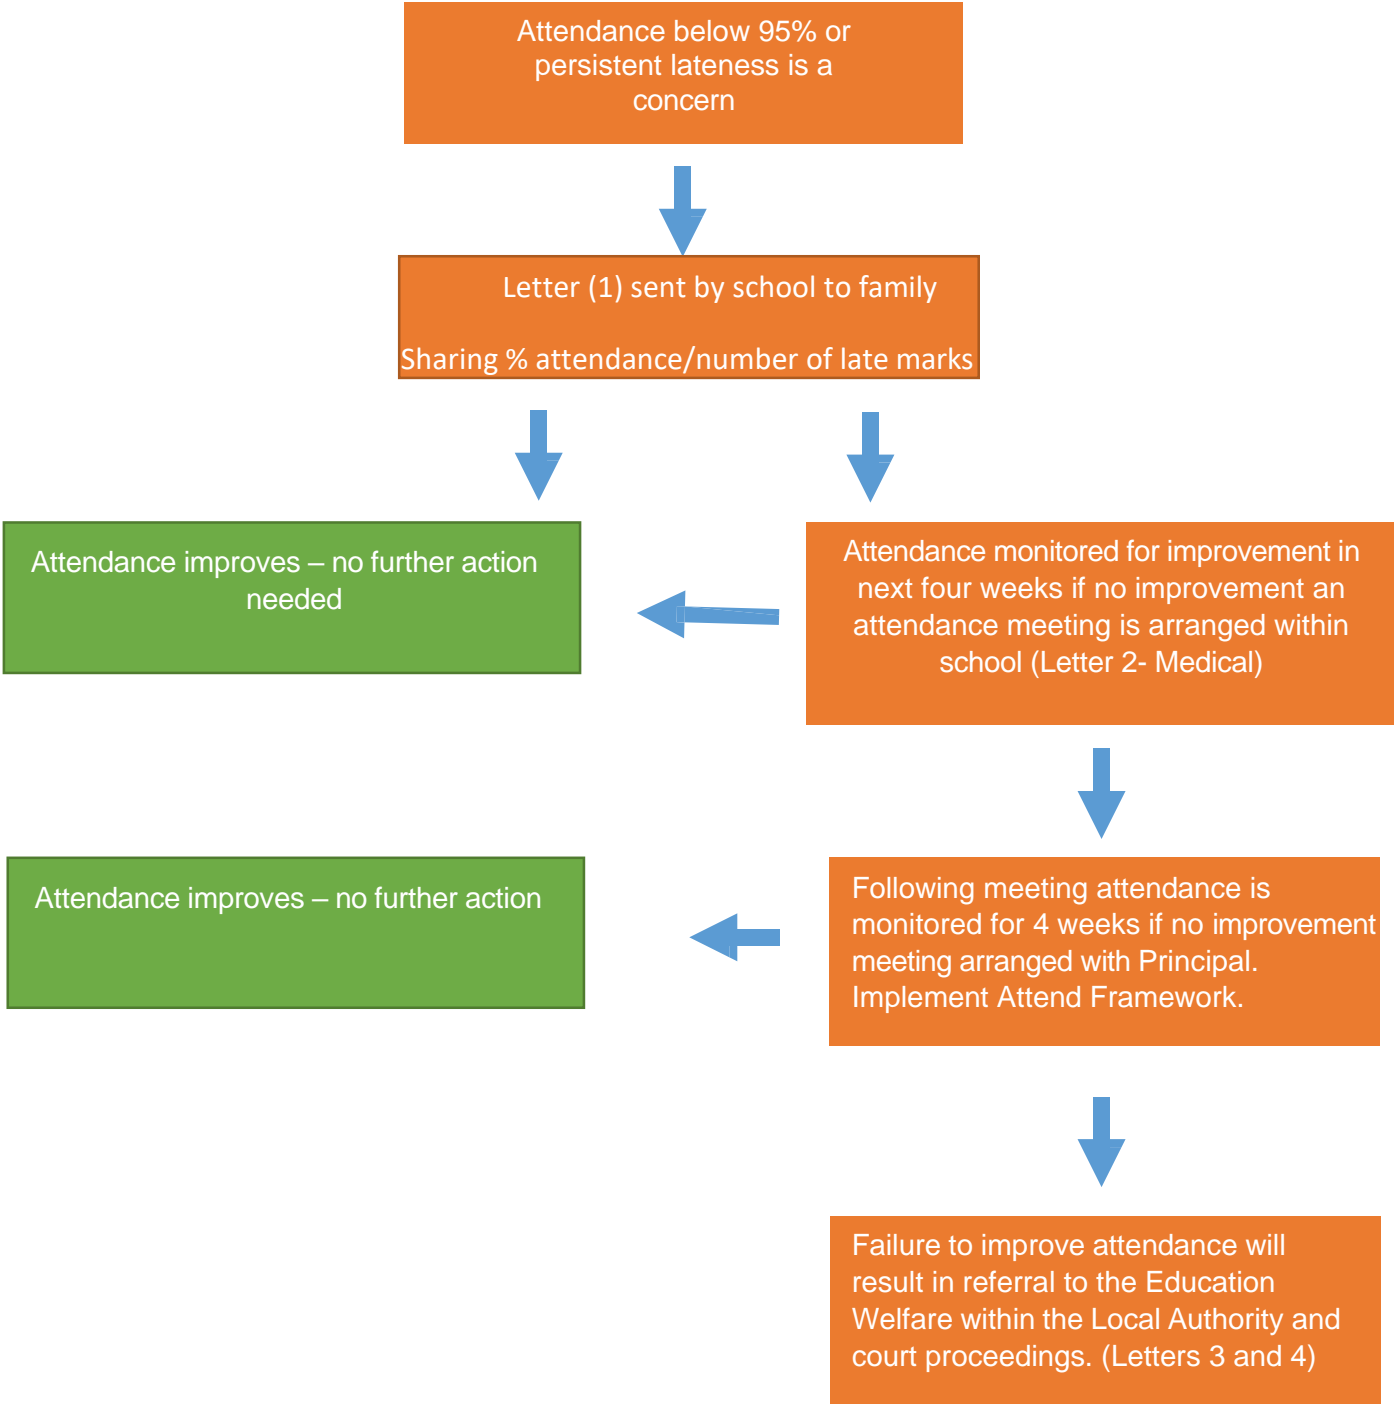 Attendance below 95% or
persistent lateness is a
concern
Letter (1) sent by school to family
Sharing % attendance/number of late marks
Attendance improves – no further action
needed
Attendance monitored for improvement in
next four weeks if no improvement an
attendance meeting is arranged within
school (Letter 2- Medical)
Attendance improves – no further action
Following meeting attendance is
monitored for 4 weeks if no improvement
meeting arranged with Principal.
Implement Attend Framework.
Failure to improve attendance will
result in referral to the Education
Welfare within the Local Authority and
court proceedings. (Letters 3 and 4)